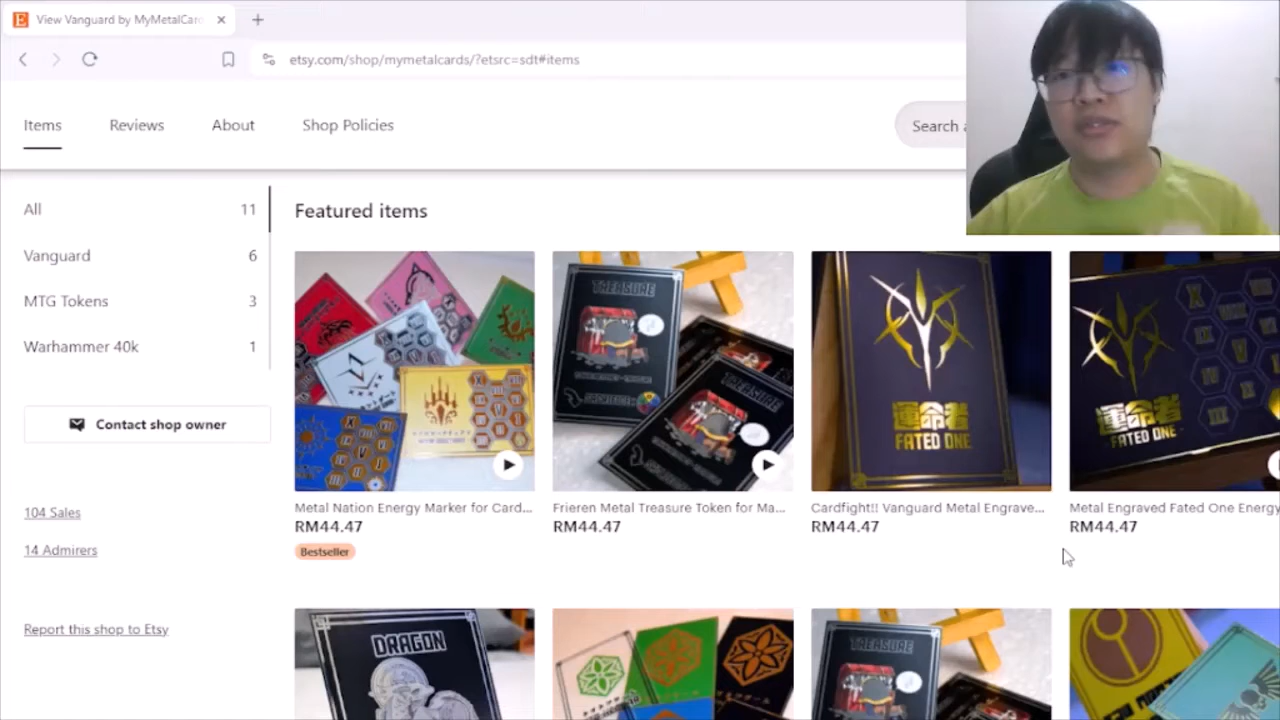 View Vanguard by MyMetalCar
etsy.com/shop/mymetalcards/?etsrc=sdt#items
Items
Reviews
About
Shop Policies
Search
All
11
Vanguard
6
MTG Tokens
3
Warhammer 40k
1
Contact shop owner
104 Sales
14 Admirers
Report this shop to Etsy
Featured items
TREASURE
TREASURE
運命者
FATED ONE
運命者
FATED ONE
Metal Nation Energy Marker for Card...
RM44.47
Bestseller
Frieren Metal Treasure Token for Ma...
RM44.47
Cardfight!! Vanguard Metal Engrave...
RM44.47
Metal Engraved Fated One Energy
RM44.47
DRAGON
TREASURE